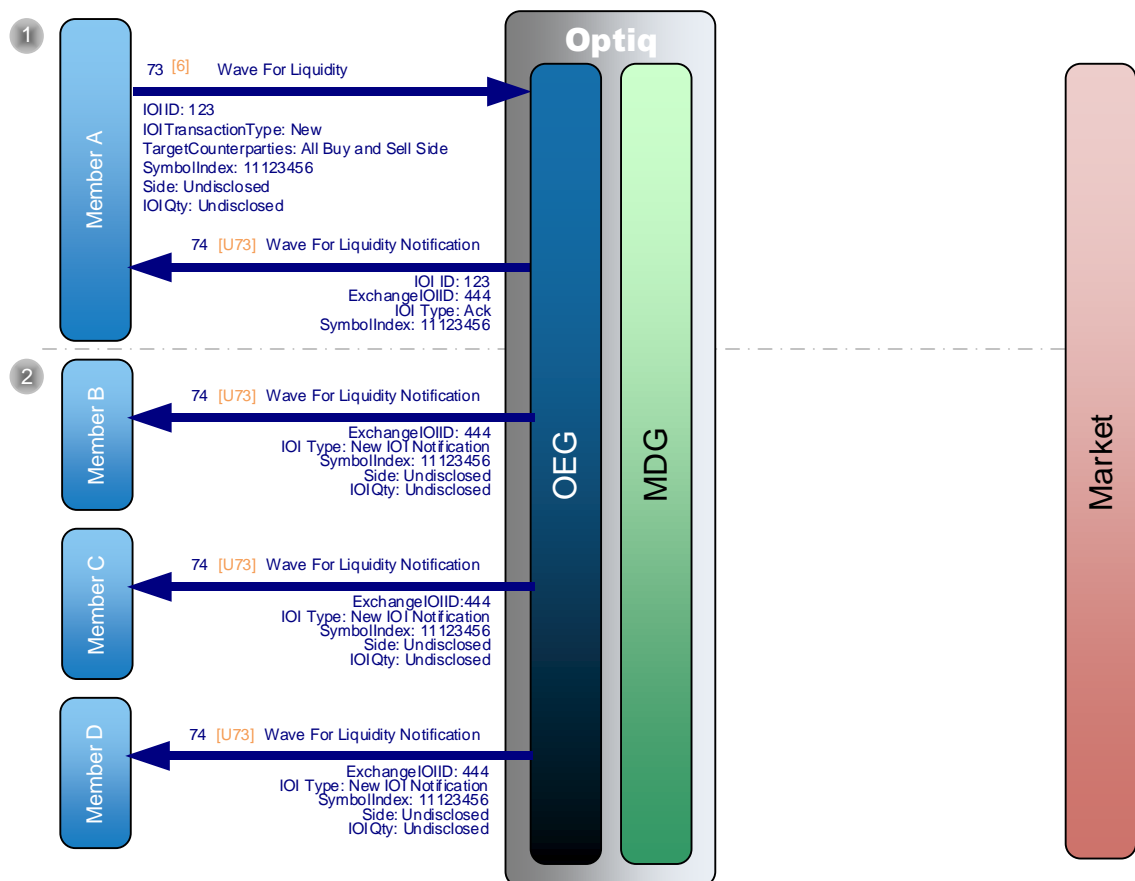 1
Optiq
Member A
73 [6] Wave For Liquidity
IOIID: 123
IOITransactionType: New
TargetCounterparties: All Buy and Sell Side
SymbolIndex: 11123456
Side: Undisclosed
IOIQty: Undisclosed
74 [U73] Wave For Liquidity Notification
IOI ID: 123
ExchangeIOIID: 444
IOI Type: Ack
SymbolIndex: 11123456
2
Member B
74 [U73] Wave For Liquidity Notification
ExchangeIOIID: 444
IOI Type: New IOI Notification
SymbolIndex: 11123456
Side: Undisclosed
IOIQty: Undisclosed
Member C
74 [U73] Wave For Liquidity Notification
ExchangeIOIID:444
IOI Type: New IOI Notification
SymbolIndex: 11123456
Side: Undisclosed
IOIQty: Undisclosed
Member D
74 [U73] Wave For Liquidity Notification
ExchangeIOIID: 444
IOI Type: New IOI Notification
SymbolIndex: 11123456
Side: Undisclosed
IOIQty: Undisclosed
OEG
MDG
Market